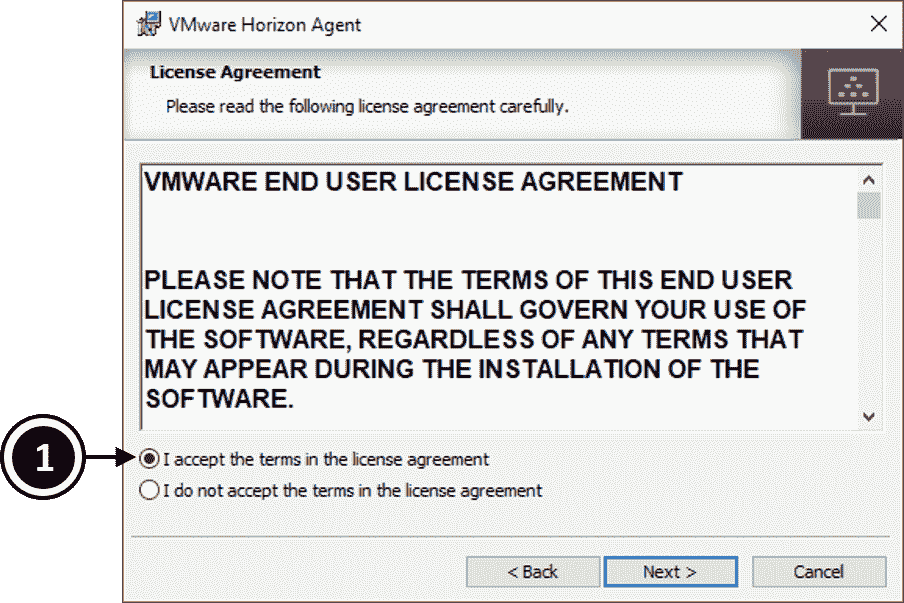 VMware Horizon Agent
License Agreement
Please read the following license agreement carefully.
VMWARE END USER LICENSE AGREEMENT
PLEASE NOTE THAT THE TERMS OF THIS END USER
LICENSE AGREEMENT SHALL GOVERN YOUR USE OF
THE SOFTWARE, REGARDLESS OF ANY TERMS THAT
MAY APPEAR DURING THE INSTALLATION OF THE
SOFTWARE.
1
I accept the terms in the license agreement
I do not accept the terms in the license agreement
< Back Next > Cancel